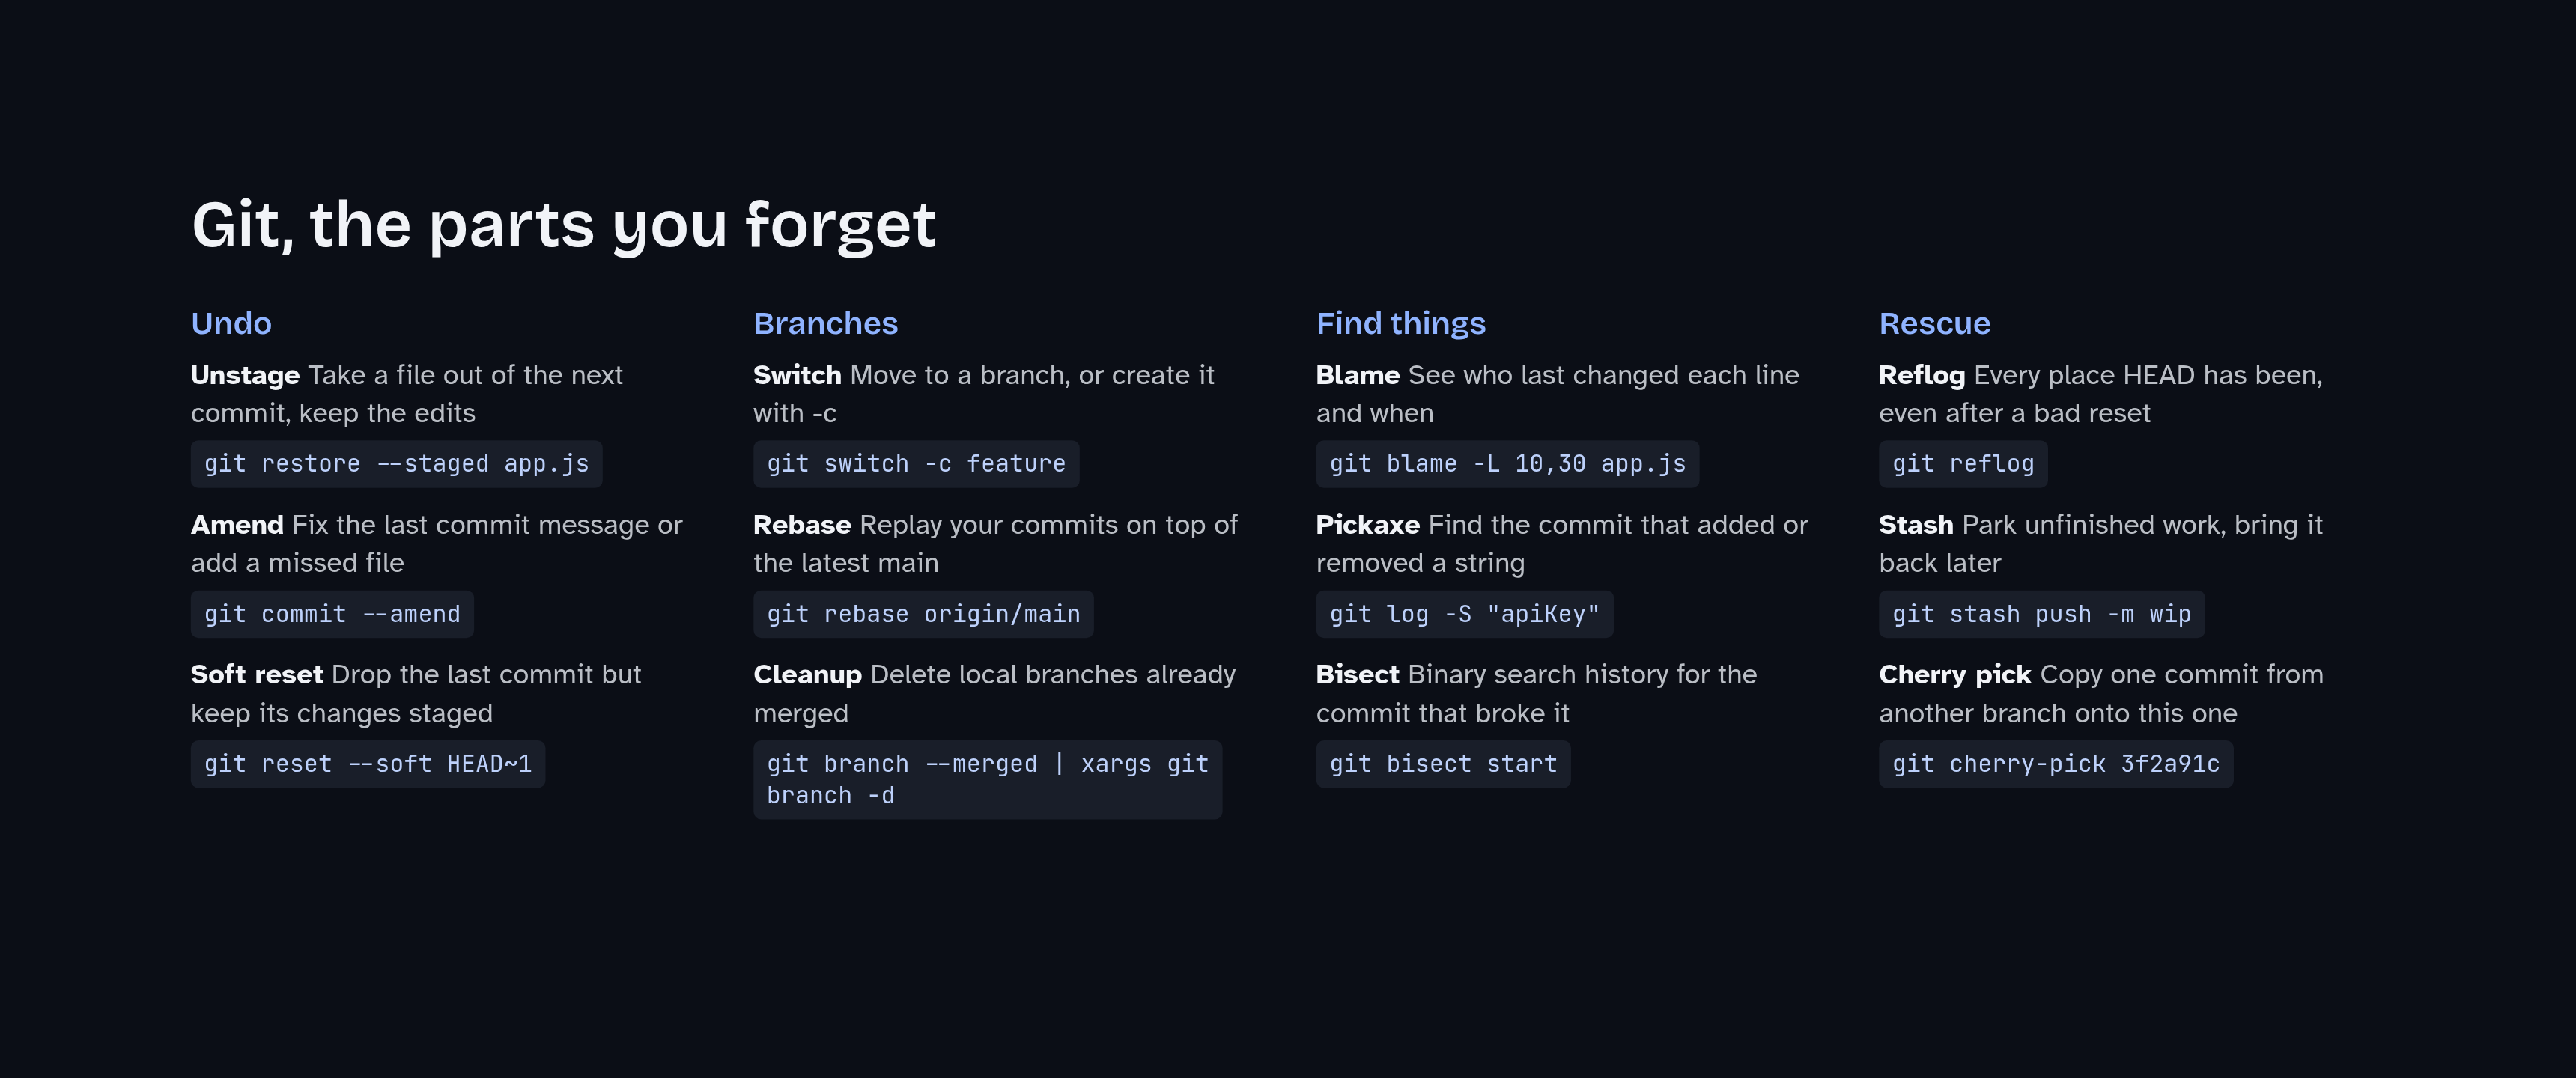 Git, the parts you forget
Undo
Unstage Take a file out of the next
commit, keep the edits
git restore --staged app.js
Amend Fix the last commit message or
add a missed file
git commit --amend
Soft reset Drop the last commit but
keep its changes staged
git reset --soft HEAD~1
Branches
Switch Move to a branch, or create it
with -c
git switch -c feature
Rebase Replay your commits on top of
the latest main
git rebase origin/main
Cleanup Delete local branches already
merged
git branch --merged | xargs git
branch -d
Find things
Blame See who last changed each line
and when
git blame -L 10,30 app.js
Pickaxe Find the commit that added or
removed a string
git log -S "apiKey"
Bisect Binary search history for the
commit that broke it
git bisect start
Rescue
Reflog Every place HEAD has been,
even after a bad reset
git reflog
Stash Park unfinished work, bring it
back later
git stash push -m wip
Cherry pick Copy one commit from
another branch onto this one
git cherry-pick 3f2a91c